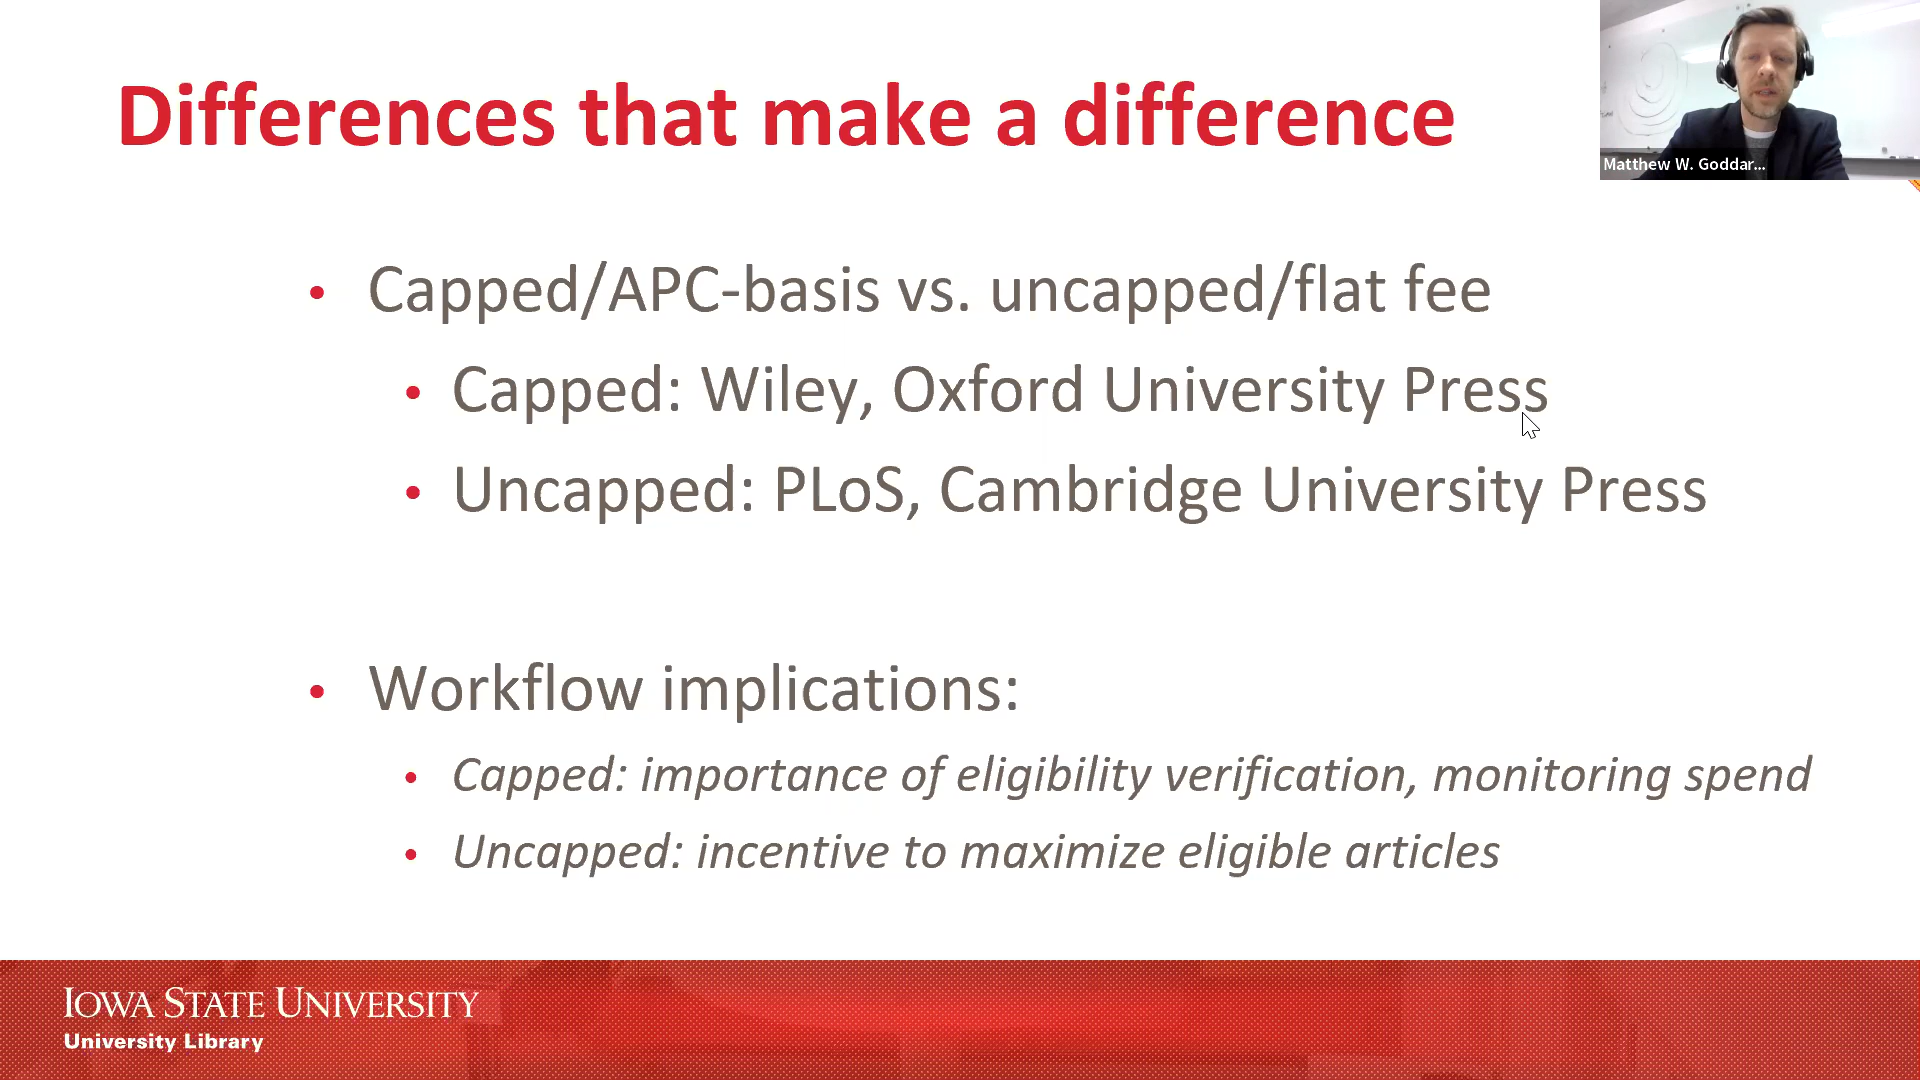 Differences that make a difference
Matthew W. Goddar...
• Capped/APC-basis vs. uncapped/flat fee
• Capped: Wiley, Oxford University Press
• Uncapped: PLoS, Cambridge University Press
• Workflow implications:
• Capped: importance of eligibility verification, monitoring spend
• Uncapped: incentive to maximize eligible articles
IOWA STATE UNIVERSITY
University Library